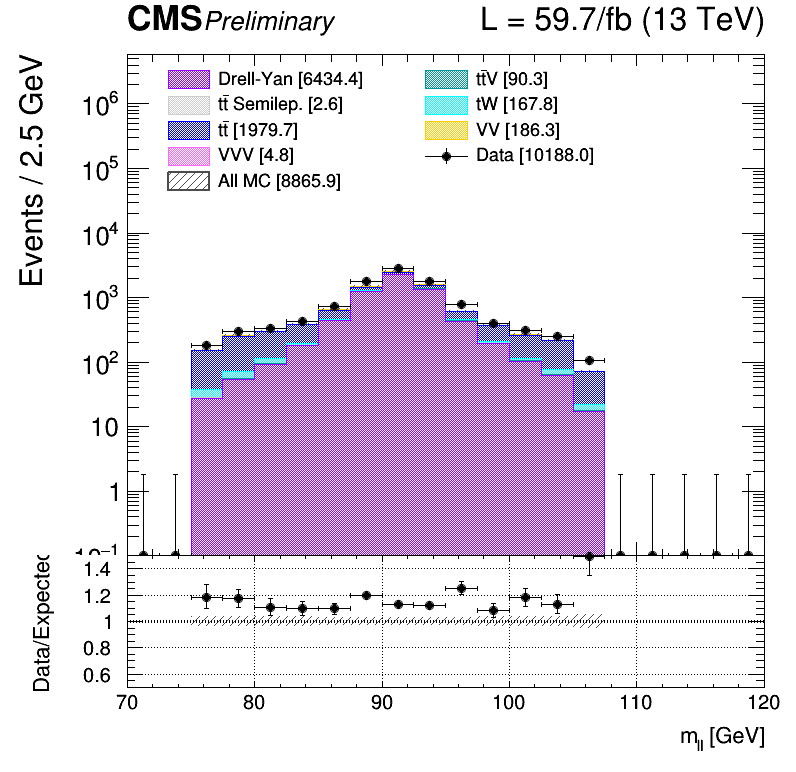 CMS Preliminary L = 59.7/fb (13 TeV)
Events / 2.5 GeV
Drell-Yan [6434.4]
tt̄ Semilep. [2.6]
tt̄ [1979.7]
VVV [4.8]
All MC [8865.9]
tt̄V [90.3]
tW [167.8]
VV [186.3]
Data [10188.0]
10⁶
10⁵
10⁴
10³
10²
10
1
10⁻¹
Data/Expected
1.4
1.2
1
0.8
0.6
70 80 90 100 110 120
m_ll [GeV]